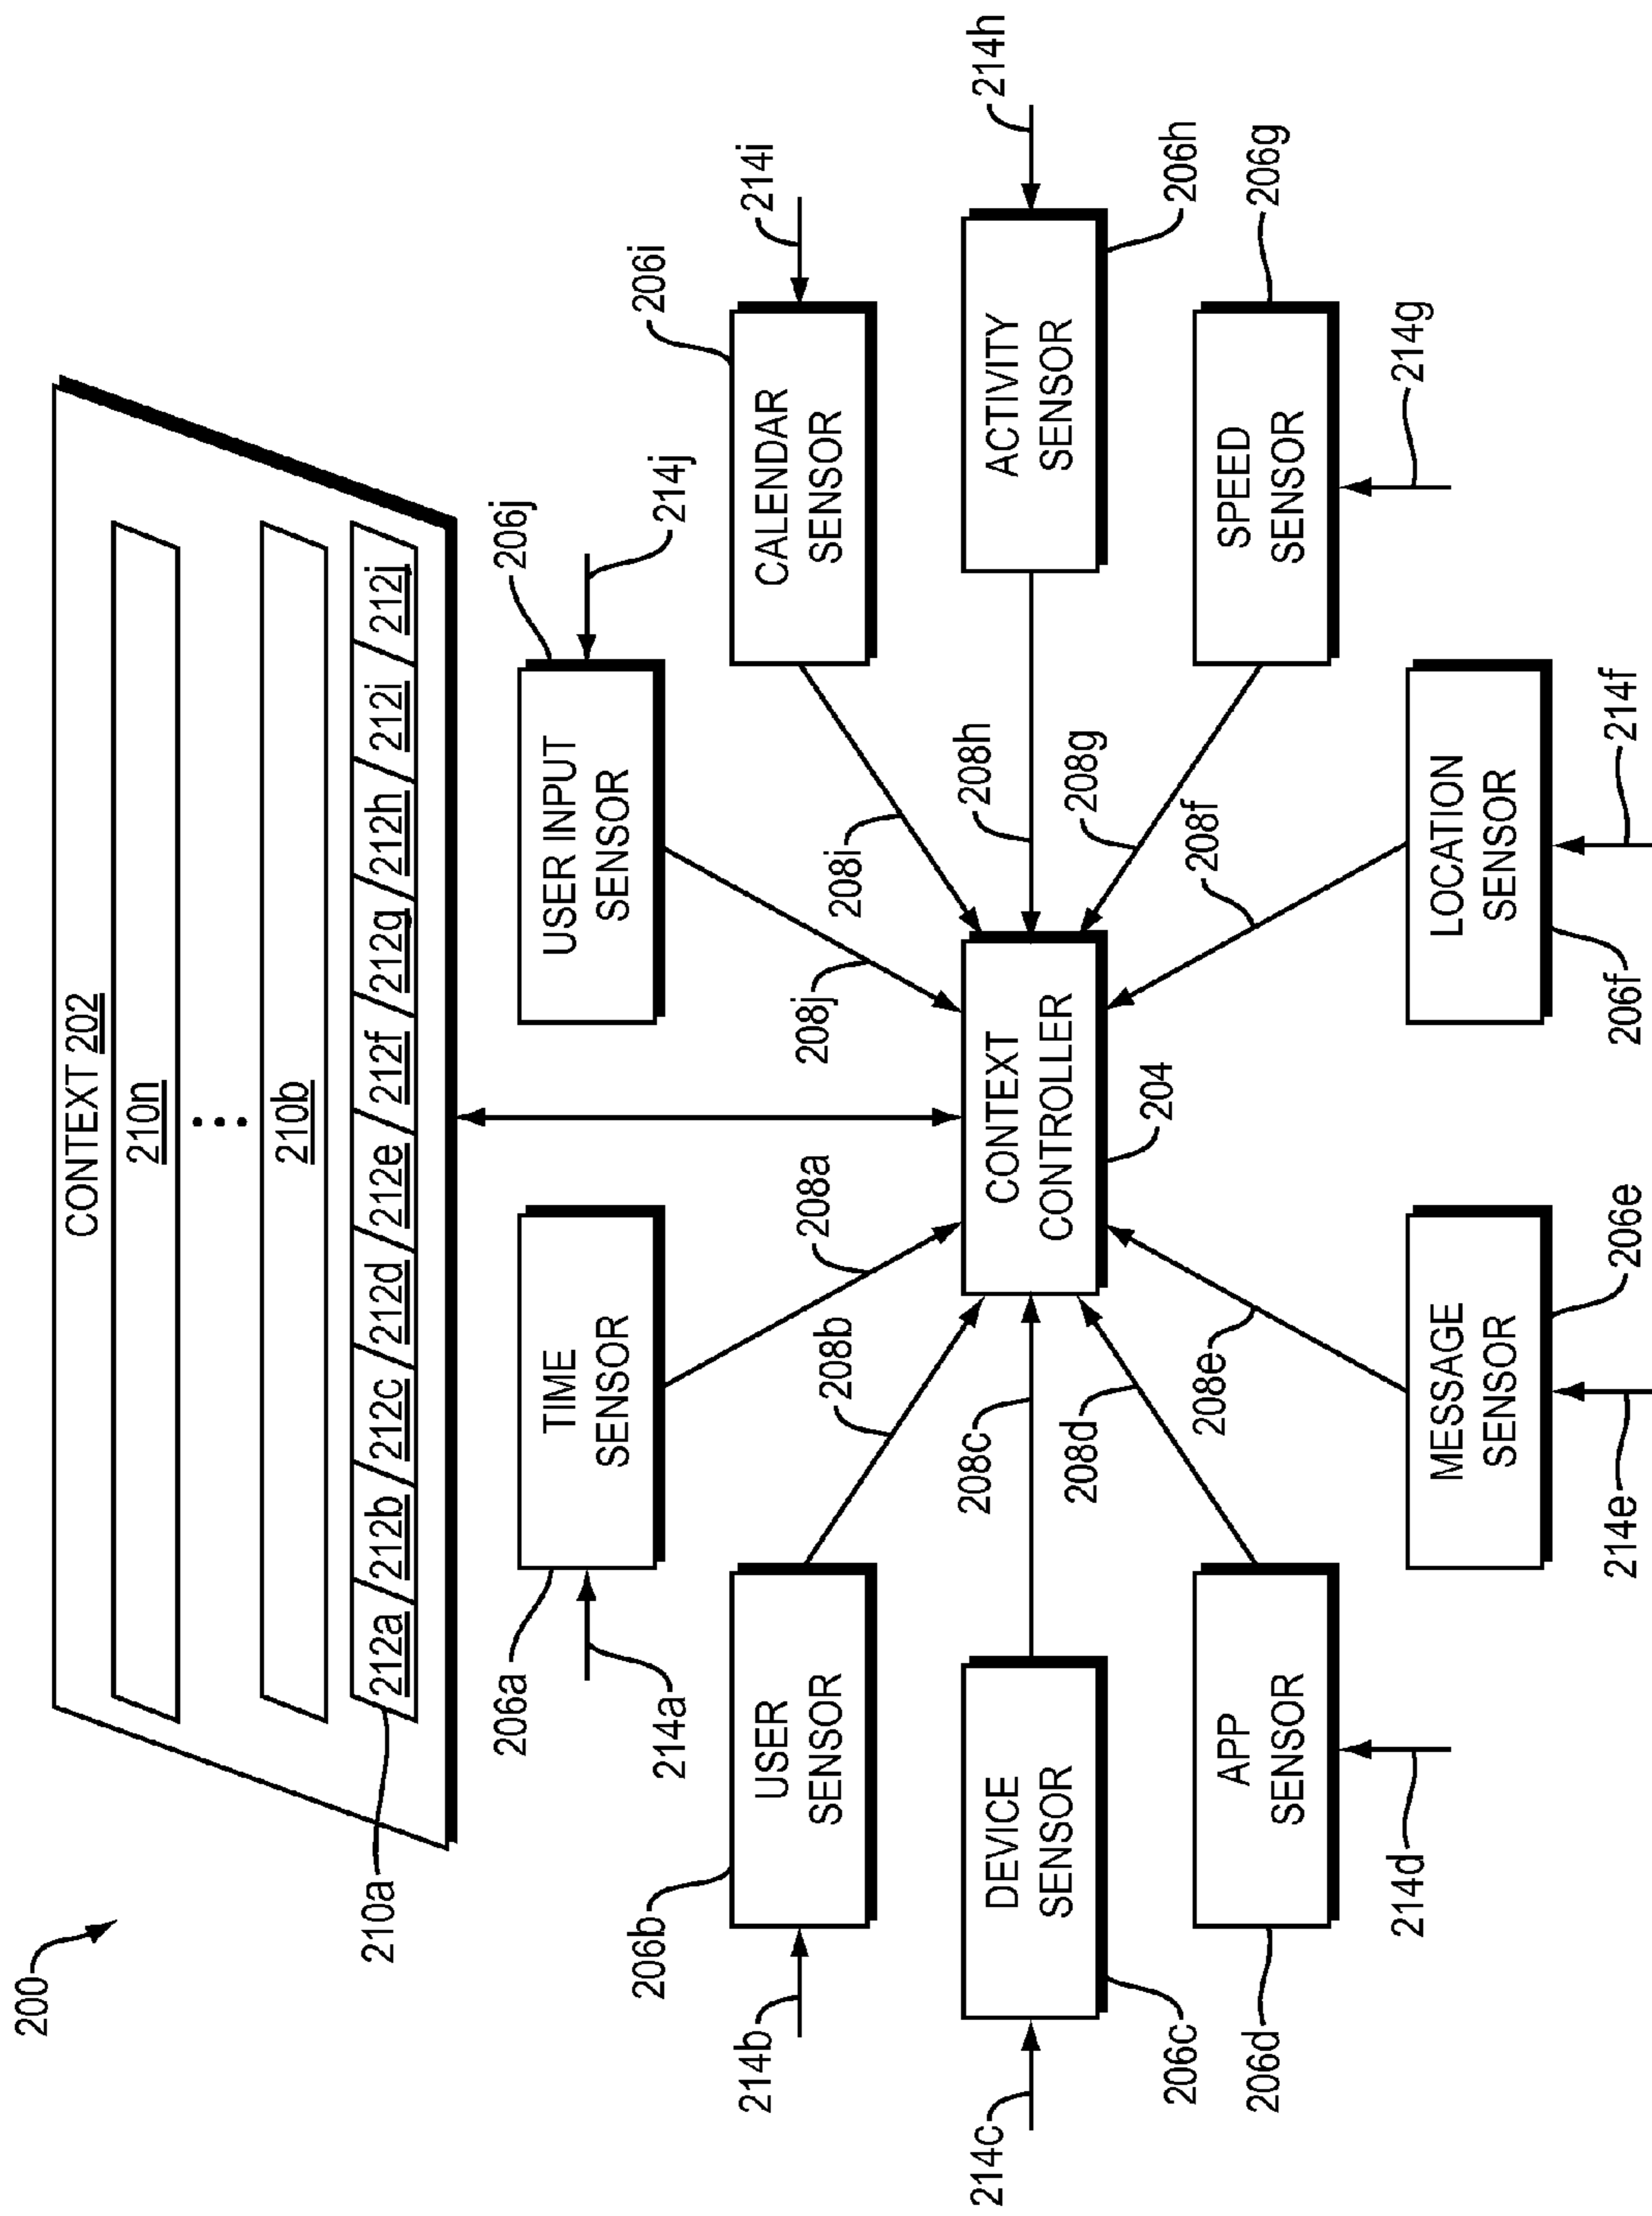 200
CONTEXT 202
210n
210b
210a
212a
212b
212c
212d
212e
212f
212g
212h
212i
212j
206a
TIME
SENSOR
214a
208a
USER INPUT
SENSOR
206j
214j
208j
206b
USER
SENSOR
214b
208b
CALENDAR
SENSOR
206i
214i
208i
214c
DEVICE
SENSOR
206c
208c
CONTEXT
CONTROLLER
204
208h
ACTIVITY
SENSOR
214h
206h
206d
APP
SENSOR
214d
208d
208g
SPEED
SENSOR
206g
214g
208e
MESSAGE
SENSOR
206e
214e
208f
LOCATION
SENSOR
206f
214f